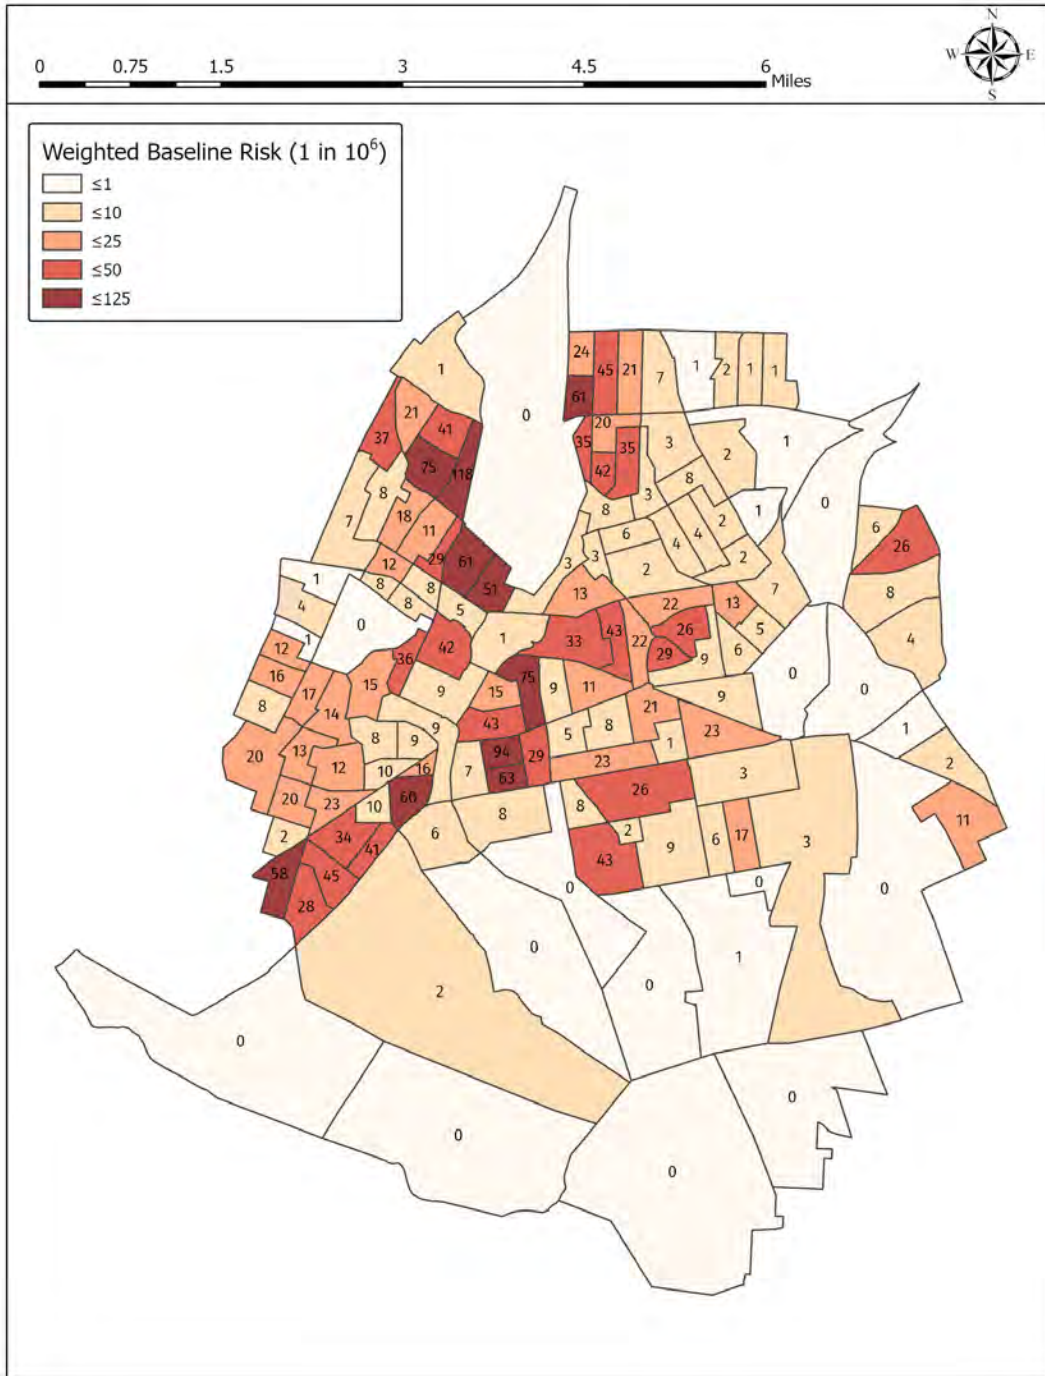 N
W E
S
0 0.75 1.5 3 4.5 6
Miles
Weighted Baseline Risk (1 in 10⁶)
≤1
≤10
≤25
≤50
≤125
1
24 45 21 7 1 2 1 1
61
0
21 41
37
35 20 35
42
3 2 1
75 118
8
8
3
0
7 8 18 11
8 6 4 4 2 1
6 26
12 29 61 51
3 3 2 2
7
8
1 4 8 8 8 5
13 22 13 5
4
0
1
12
36 42 1 33 43 22 26 29 9 6
0 0
16 17 15 9 15 75 9 11
9
8 14
43 5 8 21 23
1
20 13 12 8 9 9
94 29 1
2
10 16 7 63 23
3
20 23 10 66 8 8 26
11
2 34 41 6 2
43 9 6 17 3
58 45 28
0 0 0
0 0 1
2
0
0
0
0